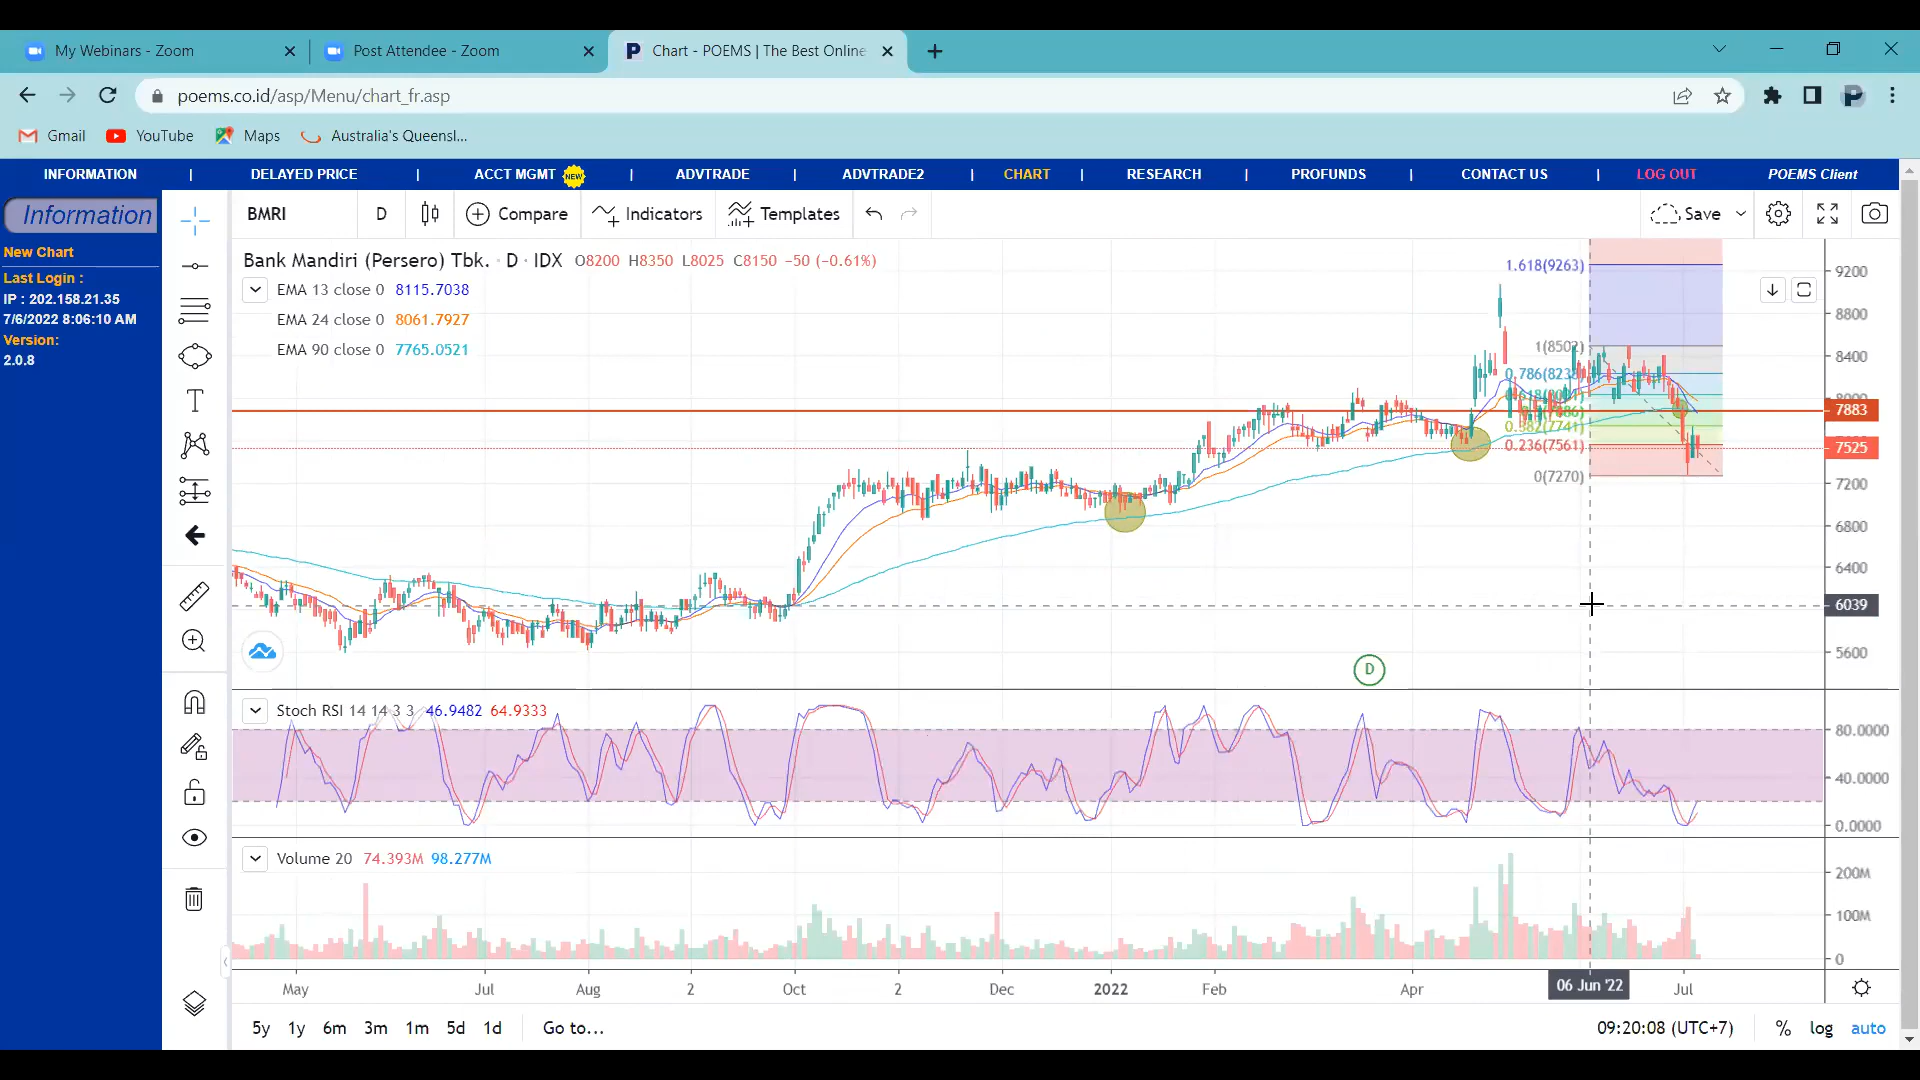 My Webinars - Zoom
Post Attendee - Zoom
Chart - POEMS | The Best Online
poems.co.id/asp/Menu/chart_fr.asp
Gmail
YouTube
Maps
Australia's Queensl...
INFORMATION | DELAYED PRICE | ACCT MGMT NEW | ADVTRADE | ADVTRADE2 | CHART | RESEARCH | PROFUNDS | CONTACT US | LOG OUT POEMS Client
Information
New Chart
Last Login :
IP : 202.158.21.35
7/6/2022 8:06:10 AM
Version:
2.0.8
BMRI D Compare Indicators Templates Save
Bank Mandiri (Persero) Tbk. · D · IDX O8200 H8350 L8025 C8150 -50 (-0.61%)
EMA 13 close 0 8115.7038
EMA 24 close 0 8061.7927
EMA 90 close 0 7765.0521
1.618(9263)
1(8502)
0.786(8238)
0.382(7741)
0.236(7561)
0(7270)
9200
8800
8400
8000
7883
7525
7200
6800
6400
6039
5600
D
Stoch RSI 14 14 3 3 46.9482 64.9333
80.0000
40.0000
0.0000
Volume 20 74.393M 98.277M
200M
100M
0
May Jul Aug 2 Oct 2 Dec 2022 Feb Apr 06 Jun '22 Jul
5y 1y 6m 3m 1m 5d 1d Go to... 09:20:08 (UTC+7) % log auto